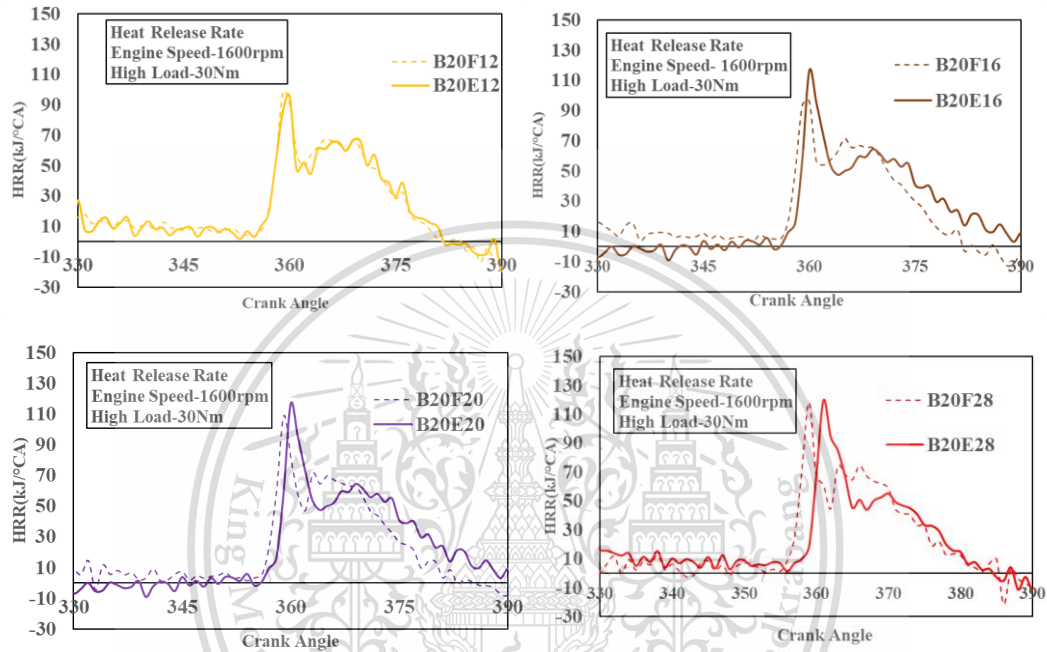 150
130
110
90
70
50
30
10
-10
-30
HRR(kJ/°CA)
Heat Release Rate
Engine Speed-1600rpm
High Load-30Nm
B20F12
B20E12
330
345
360
375
390
Crank Angle
150
130
110
90
70
50
30
10
-10
-30
HRR(kJ/°CA)
Heat Release Rate
Engine Speed- 1600rpm
High Load-30Nm
B20F16
B20E16
330
345
360
375
390
Crank Angle
150
130
110
90
70
50
30
10
-10
-30
HRR(kJ/°CA)
Heat Release Rate
Engine Speed-1600rpm
High Load-30Nm
B20F20
B20E20
330
345
360
375
390
Crank Angle
150
130
110
90
70
50
30
10
-10
-30
HRR(kJ/°CA)
Heat Release Rate
Engine Speed-1600rpm
High Load-30Nm
B20F28
B20E28
330
340
350
360
370
380
390
Crank Angle
King M